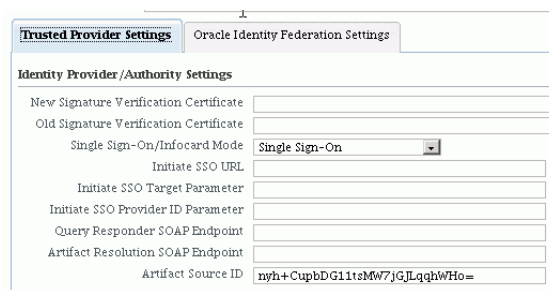 Trusted Provider Settings
Oracle Identity Federation Settings
Identity Provider/Authority Settings
New Signature Verification Certificate
Old Signature Verification Certificate
Single Sign-On/Infocard Mode Single Sign-On
Initiate SSO URL
Initiate SSO Target Parameter
Initiate SSO Provider ID Parameter
Query Responder SOAP Endpoint
Artifact Resolution SOAP Endpoint
Artifact Source ID nyh+CupbDG11tsMW7jGJLqqhWHo=